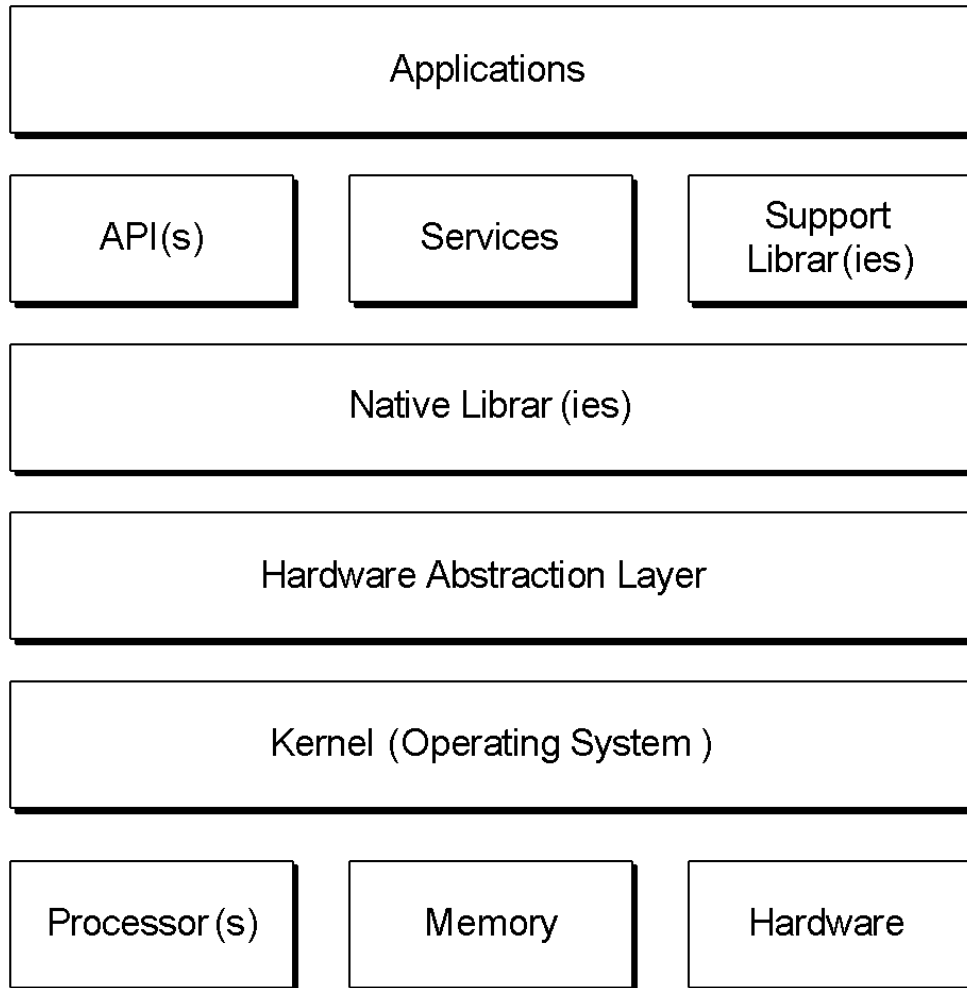 Applications
API(s)
Services
Support
Librar(ies)
Native Librar (ies)
Hardware Abstraction Layer
Kernel (Operating System )
Processor (s)
Memory
Hardware